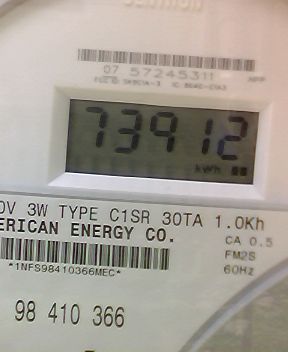 07 57245311
73912
kWh
0V 3W TYPE C1SR 30TA 1.0Kh
ERICAN ENERGY CO.
CA 0.5
FM2S
60Hz
*1NFS98410366MEC*
98 410 366